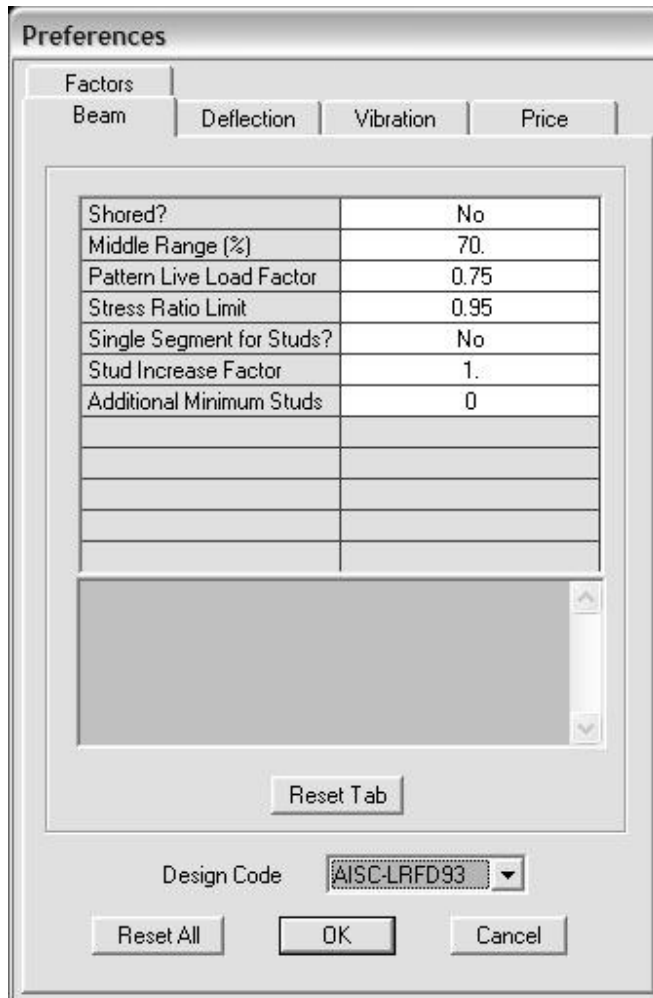 Preferences
Factors
Beam Deflection Vibration Price
Shored? No
Middle Range (%) 70.
Pattern Live Load Factor 0.75
Stress Ratio Limit 0.95
Single Segment for Studs? No
Stud Increase Factor 1.
Additional Minimum Studs 0
Reset Tab
Design Code AISC-LRFD93
Reset All OK Cancel